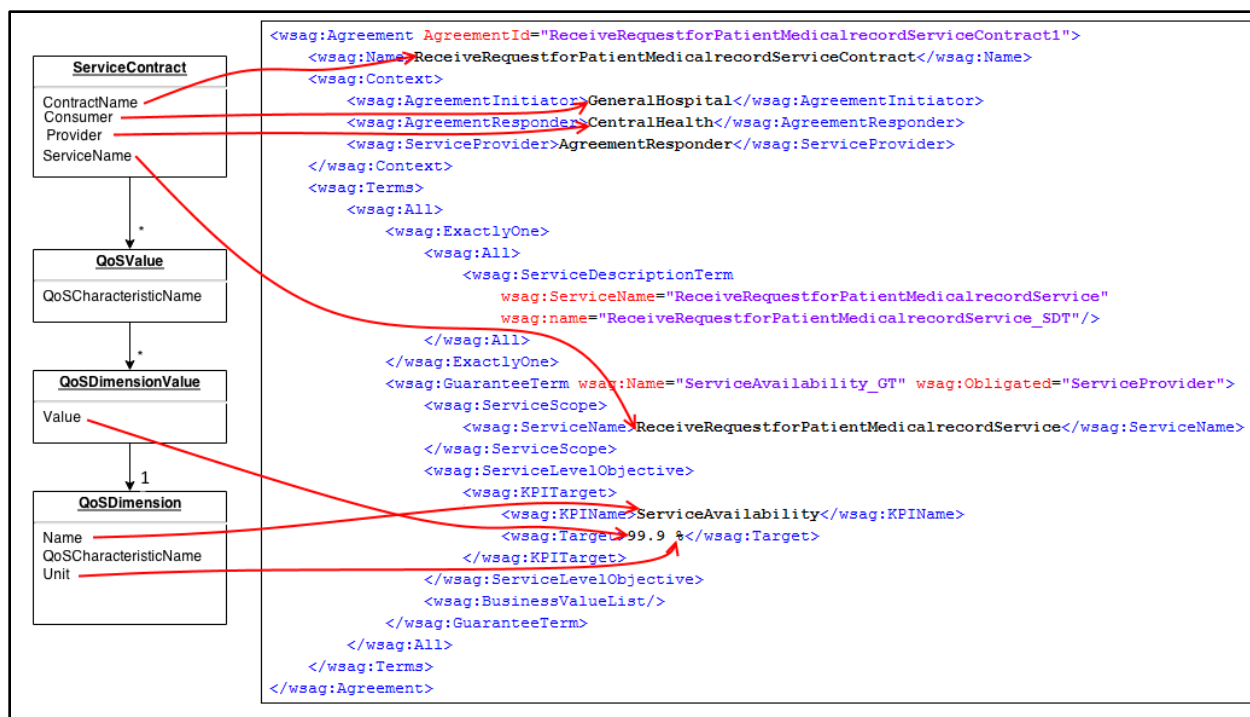 ServiceContract
ContractName
Consumer
Provider
ServiceName
*
QoSValue
QoSCharacteristicName
*
QoSDimensionValue
Value
1
QoSDimension
Name
QoSCharacteristicName
Unit
<wsag:Agreement AgreementId="ReceiveRequestforPatientMedicalrecordServiceContract1">
<wsag:Name>ReceiveRequestforPatientMedicalrecordServiceContract</wsag:Name>
<wsag:Context>
<wsag:AgreementInitiator>GeneralHospital</wsag:AgreementInitiator>
<wsag:AgreementResponder>CentralHealth</wsag:AgreementResponder>
<wsag:ServiceProvider>AgreementResponder</wsag:ServiceProvider>
</wsag:Context>
<wsag:Terms>
<wsag:All>
<wsag:ExactlyOne>
<wsag:All>
<wsag:ServiceDescriptionTerm
wsag:ServiceName="ReceiveRequestforPatientMedicalrecordService"
wsag:name="ReceiveRequestforPatientMedicalrecordService_SDT"/>
</wsag:All>
</wsag:ExactlyOne>
<wsag:GuaranteeTerm wsag:Name="ServiceAvailability_GT" wsag:Obligated="ServiceProvider">
<wsag:ServiceScope>
<wsag:ServiceName>ReceiveRequestforPatientMedicalrecordService</wsag:ServiceName>
</wsag:ServiceScope>
<wsag:ServiceLevelObjective>
<wsag:KPITarget>
<wsag:KPIName>ServiceAvailability</wsag:KPIName>
<wsag:Target>99.9 %</wsag:Target>
</wsag:KPITarget>
</wsag:ServiceLevelObjective>
<wsag:BusinessValueList/>
</wsag:GuaranteeTerm>
</wsag:All>
</wsag:Terms>
</wsag:Agreement>